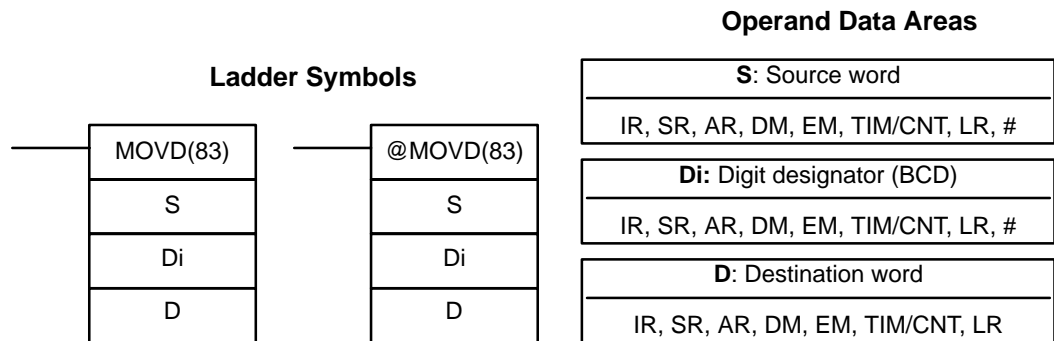 Operand Data Areas
Ladder Symbols
MOVD(83)
S
Di
D
@MOVD(83)
S
Di
D
S: Source word
IR, SR, AR, DM, EM, TIM/CNT, LR, #
Di: Digit designator (BCD)
IR, SR, AR, DM, EM, TIM/CNT, LR, #
D: Destination word
IR, SR, AR, DM, EM, TIM/CNT, LR